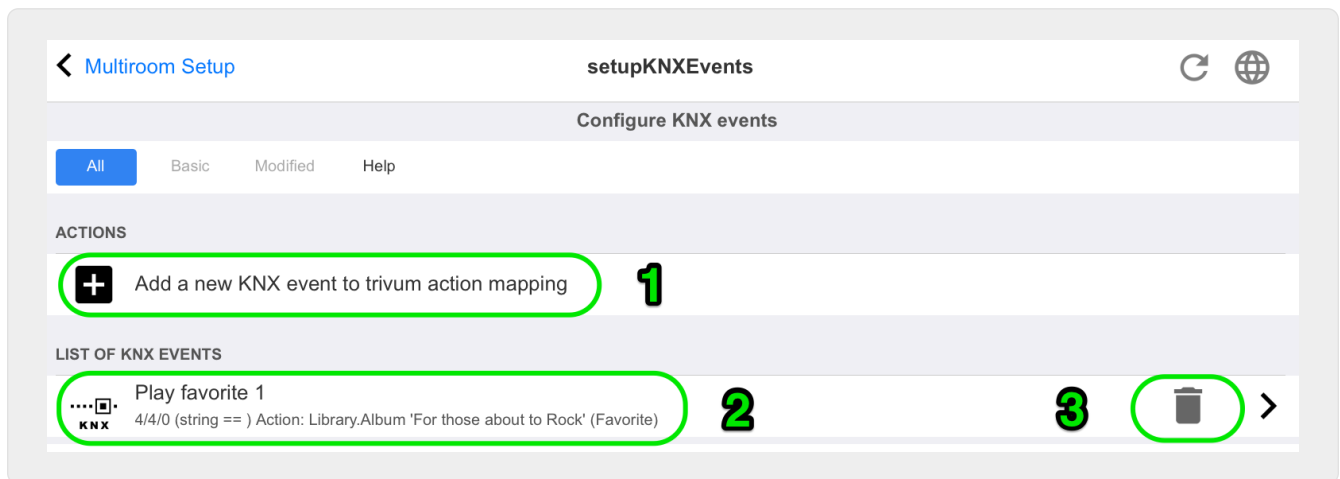 Multiroom Setup
setupKNXEvents
Configure KNX events
All Basic Modified Help
ACTIONS
Add a new KNX event to trivum action mapping
1
LIST OF KNX EVENTS
Play favorite 1
KNX
4/4/0 (string == ) Action: Library.Album 'For those about to Rock' (Favorite)
2
3